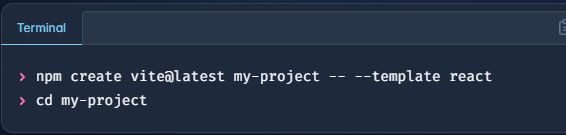 Terminal
> npm create vite@latest my-project -- --template react
> cd my-project